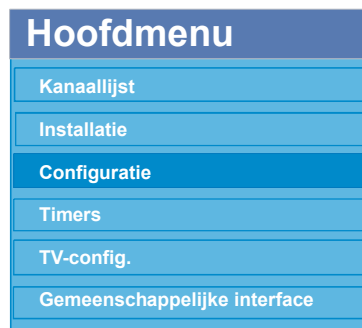 Hoofdmenu
Kanaallijst
Installatie
Configuratie
Timers
TV-config.
Gemeenschappelijke interface